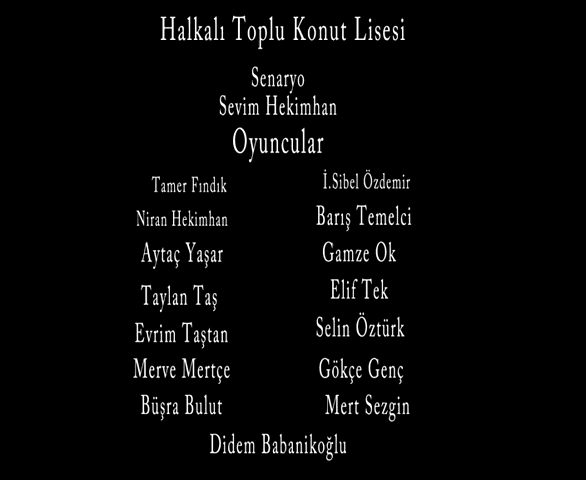 Halkalı Toplu Konut Lisesi
Senaryo
Sevim Hekimhan
Oyuncular
Tamer Fındık
İ.Sibel Özdemir
Niran Hekimhan
Barış Temelci
Aytaç Yaşar
Gamze Ok
Taylan Taş
Elif Tek
Evrim Taştan
Selin Öztürk
Merve Mertçe
Gökçe Genç
Büşra Bulut
Mert Sezgin
Didem Babanikoğlu